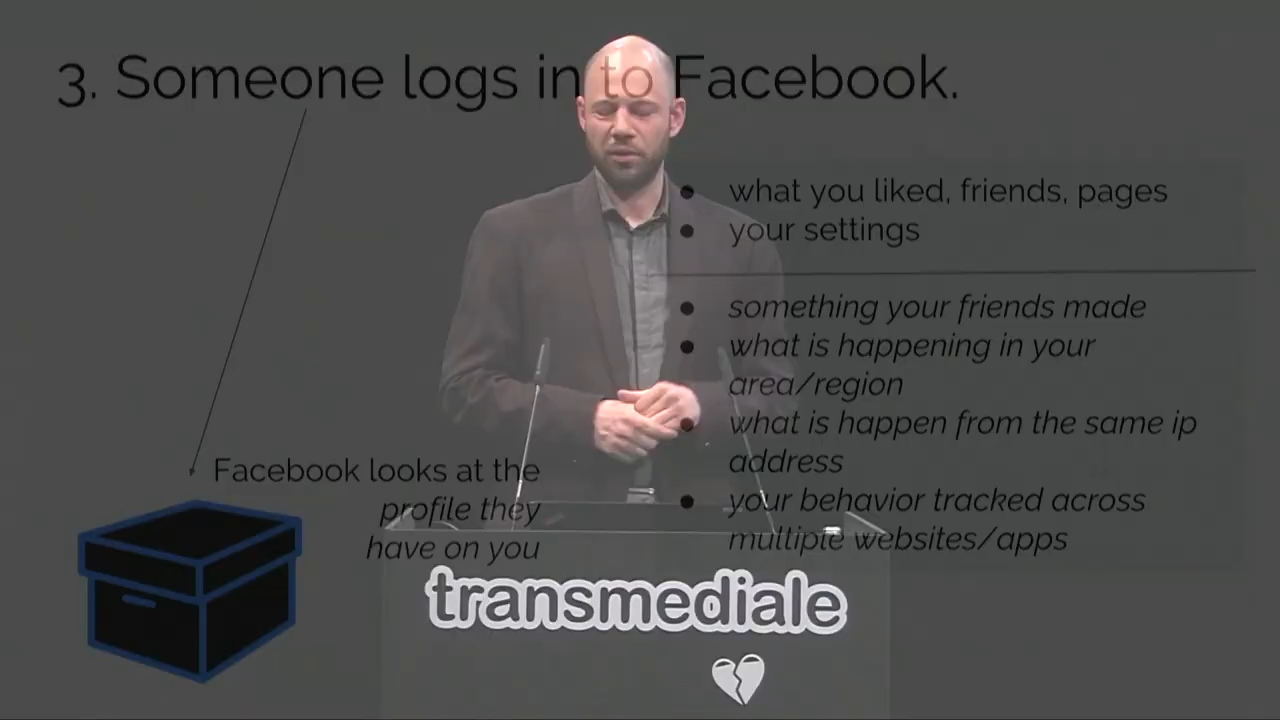 3. Someone logs in to Facebook.
what you liked, friends, pages
your settings
something your friends made
what is happening in your
area/region
what is happen from the same ip
address
your behavior tracked across
multiple websites/apps
Facebook looks at the
profile they
have on you
transmediale